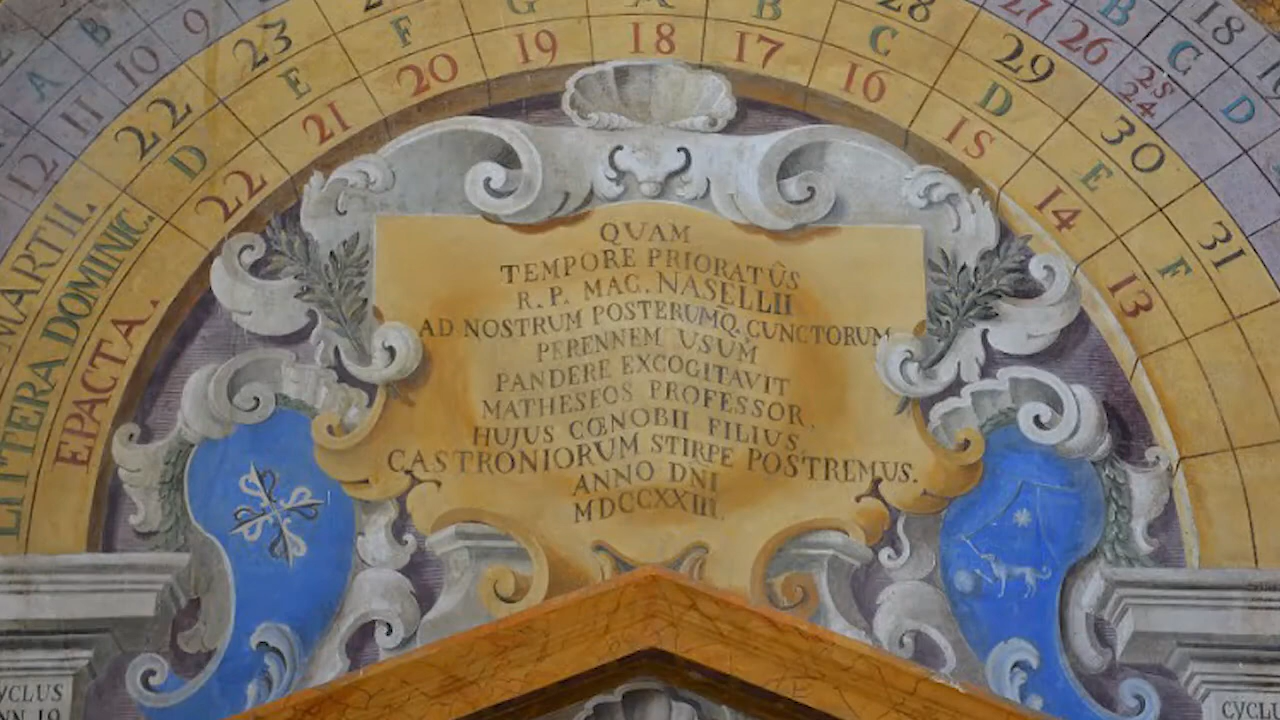 B 9 23 F G A B 28 27 B 18
A 10 E 20 19 18 17 C 29 26 C
11 22 21 16 D 25 24 D
12 D 15 30
22 E
14 31
F
13
MARTII.
LITTERA DOMINIC.
EPACTA.
QUAM
TEMPORE PRIORATÛS
R. P. MAG. NASELLII
AD NOSTRUM POSTERUMQ. CUNCTORUM
PERENNEM USUM
PANDERE EXCOGITAVIT
MATHESEOS PROFESSOR,
HUJUS CŒNOBII FILIUS,
CASTRONIORUM STIRPE POSTREMUS.
ANNO DNI
MDCCXXIII.
CYCLUS
CYCLI